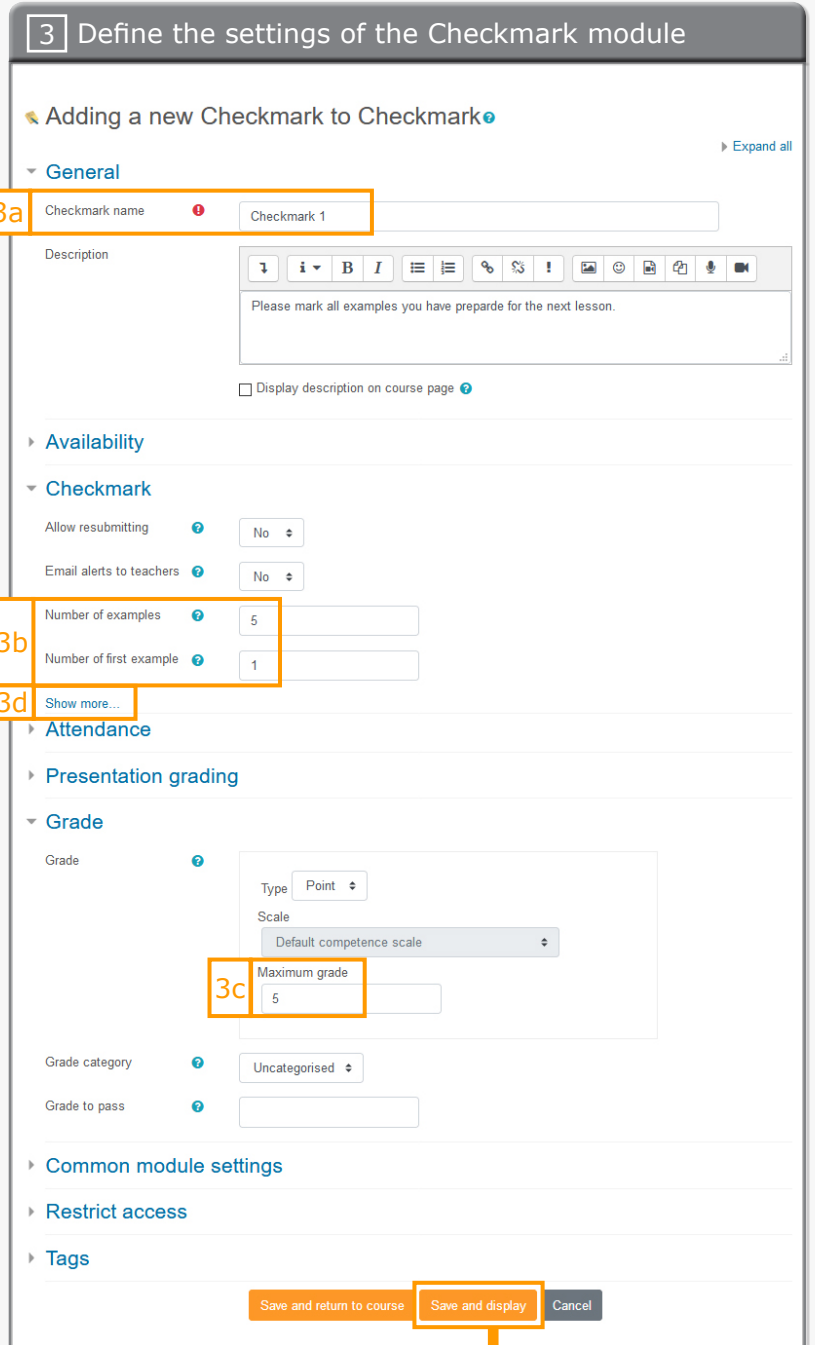 3 Define the settings of the Checkmark module
Adding a new Checkmark to Checkmark
Expand all
General
3a Checkmark name Checkmark 1
Description
i B I
Please mark all examples you have preparde for the next lesson.
Display description on course page
Availability
Checkmark
Allow resubmitting No
Email alerts to teachers No
Number of examples 5
3b
Number of first example 1
3d Show more...
Attendance
Presentation grading
Grade
Grade
Type Point
Scale
Default competence scale
Maximum grade
3c
5
Grade category Uncategorised
Grade to pass
Common module settings
Restrict access
Tags
Save and return to course Save and display Cancel